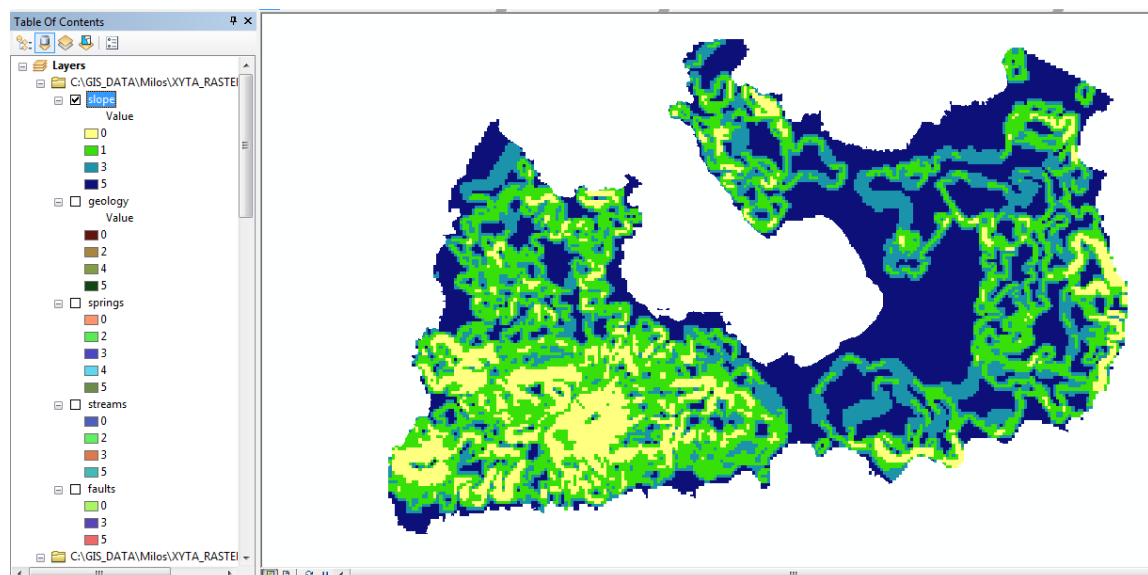 Table Of Contents
Layers
C:\GIS_DATA\Milos\XYTA_RASTE
slope
Value
0
1
3
5
geology
Value
0
2
4
5
springs
0
2
3
4
5
streams
0
2
3
5
faults
0
3
5
C:\GIS_DATA\Milos\XYTA_RASTE